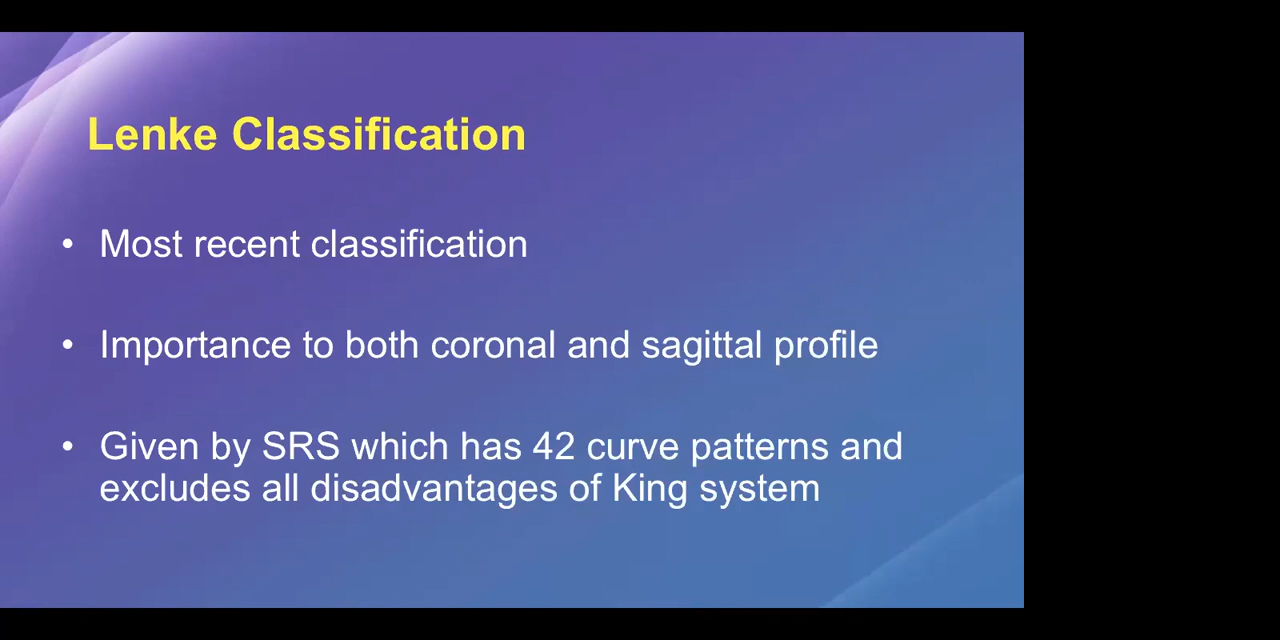 Lenke Classification
• Most recent classification
• Importance to both coronal and sagittal profile
• Given by SRS which has 42 curve patterns and
excludes all disadvantages of King system